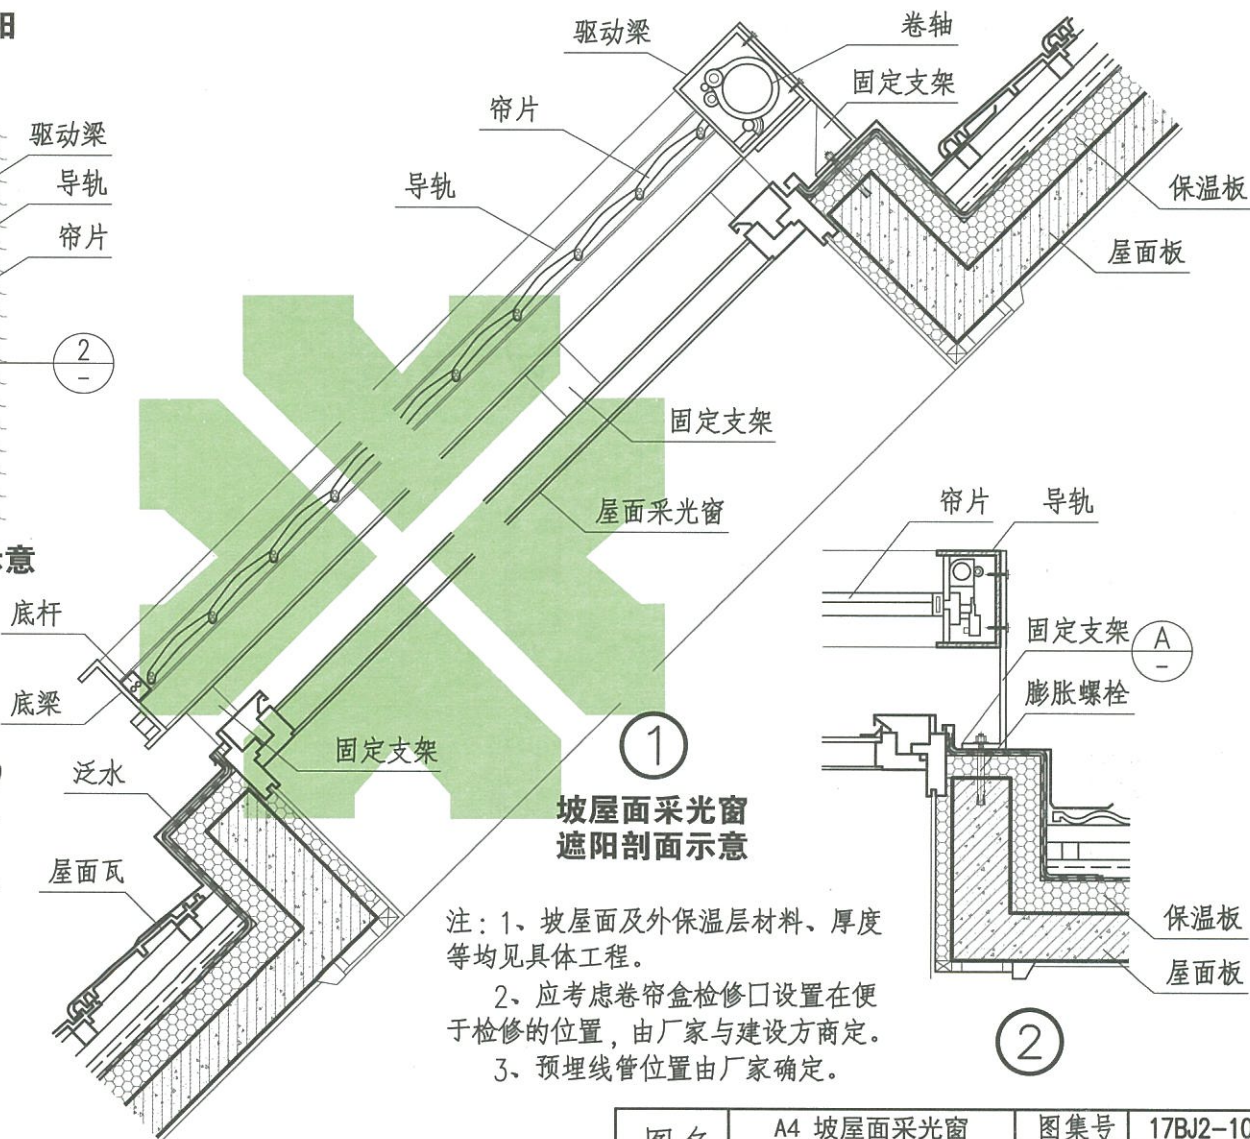 阳
驱动梁
导轨
帘片
2
-
意
底杆
底梁
泛水
屋面瓦
驱动梁
卷轴
固定支架
帘片
导轨
保温板
屋面板
固定支架
屋面采光窗
固定支架
1
坡屋面采光窗
遮阳剖面示意
帘片
导轨
固定支架
A
-
膨胀螺栓
保温板
屋面板
2
注：1、坡屋面及外保温层材料、厚度
等均见具体工程。
2、应考虑卷帘盒检修口设置在便
于检修的位置，由厂家与建设方商定。
3、预埋线管位置由厂家确定。
图名
A4 坡屋面采光窗
图集号
17BJ2-10